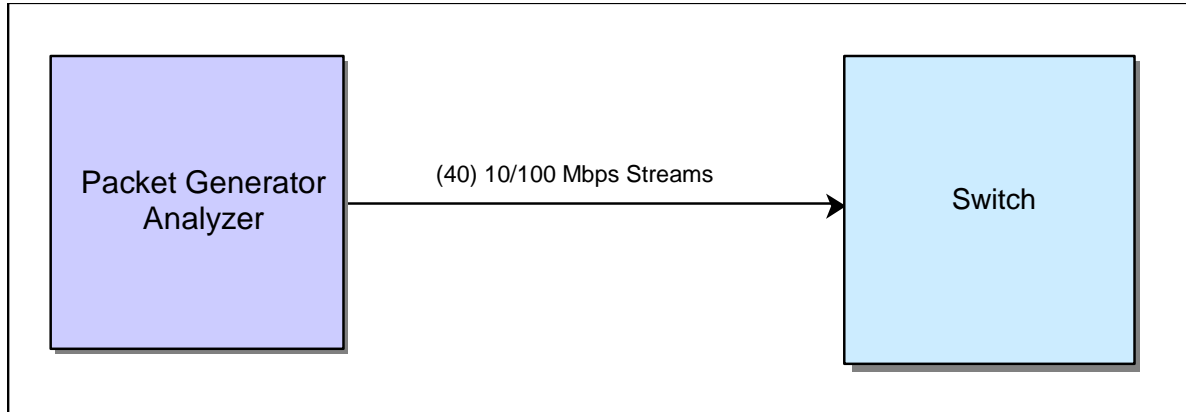 Packet Generator
Analyzer
(40) 10/100 Mbps Streams
Switch